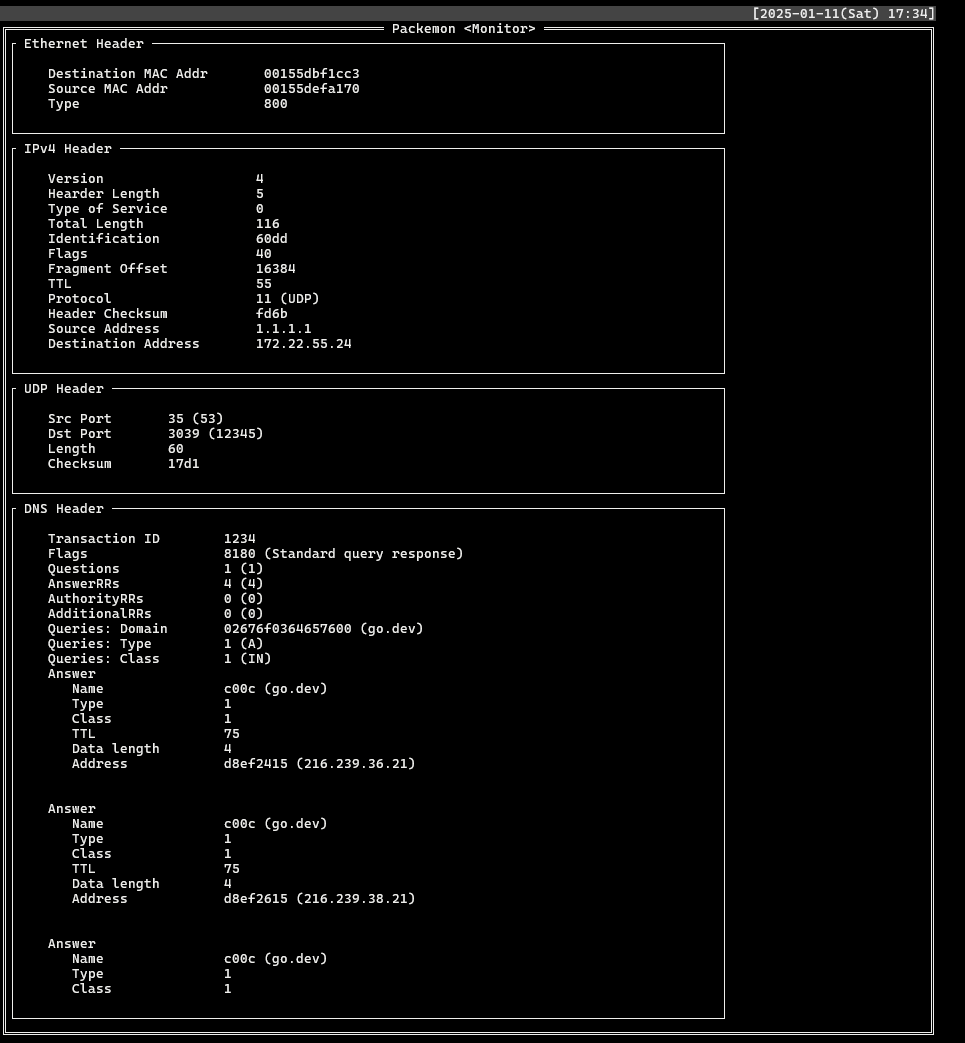 [2025-01-11(Sat) 17:34]
Packemon <Monitor>
Ethernet Header
Destination MAC Addr 00155dbf1cc3
Source MAC Addr 00155defa170
Type 800
IPv4 Header
Version 4
Hearder Length 5
Type of Service 0
Total Length 116
Identification 60dd
Flags 40
Fragment Offset 16384
TTL 55
Protocol 11 (UDP)
Header Checksum fd6b
Source Address 1.1.1.1
Destination Address 172.22.55.24
UDP Header
Src Port 35 (53)
Dst Port 3039 (12345)
Length 60
Checksum 17d1
DNS Header
Transaction ID 1234
Flags 8180 (Standard query response)
Questions 1 (1)
AnswerRRs 4 (4)
AuthorityRRs 0 (0)
AdditionalRRs 0 (0)
Queries: Domain 02676f0364657600 (go.dev)
Queries: Type 1 (A)
Queries: Class 1 (IN)
Answer
Name c00c (go.dev)
Type 1
Class 1
TTL 75
Data length 4
Address d8ef2415 (216.239.36.21)
Answer
Name c00c (go.dev)
Type 1
Class 1
TTL 75
Data length 4
Address d8ef2615 (216.239.38.21)
Answer
Name c00c (go.dev)
Type 1
Class 1